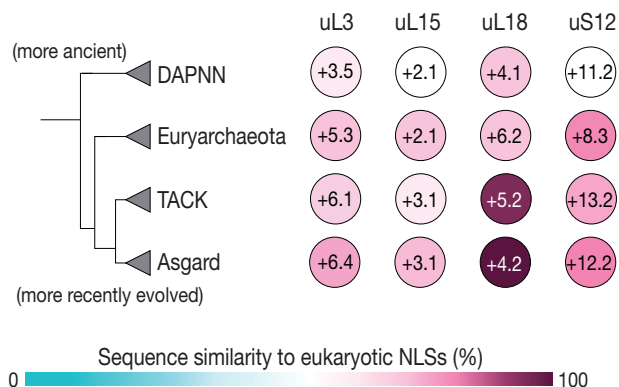 uL3 uL15 uL18 uS12
(more ancient)
DAPNN +3.5 +2.1 +4.1 +11.2
Euryarchaeota +5.3 +2.1 +6.2 +8.3
TACK +6.1 +3.1 +5.2 +13.2
Asgard +6.4 +3.1 +4.2 +12.2
(more recently evolved)
Sequence similarity to eukaryotic NLSs (%)
0 100